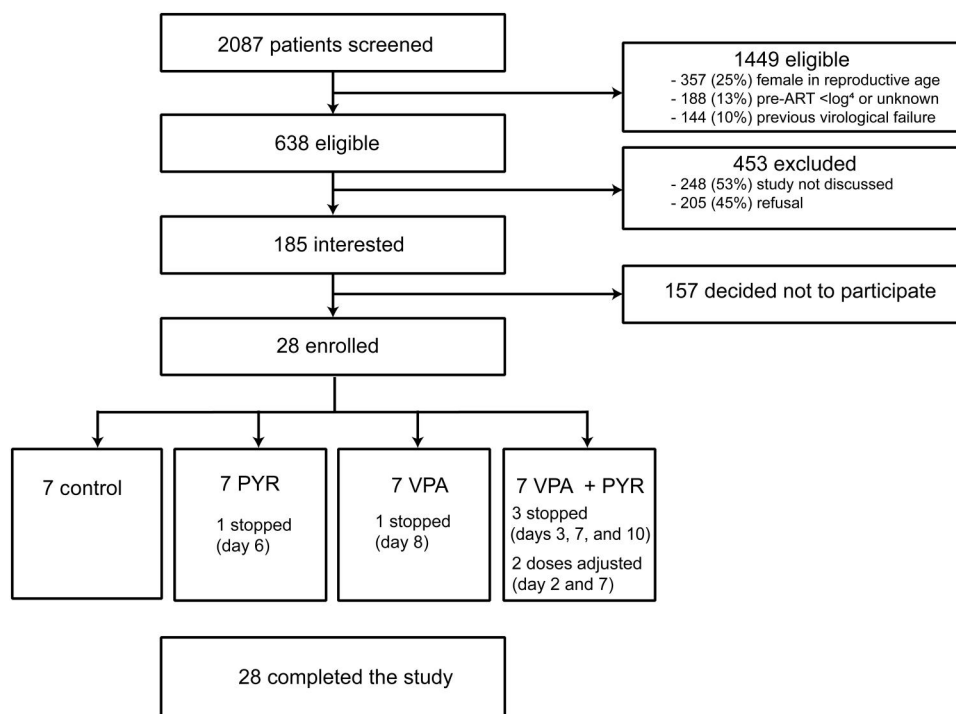 2087 patients screened
1449 eligible
- 357 (25%) female in reproductive age
- 188 (13%) pre-ART <log⁴ or unknown
- 144 (10%) previous virological failure
638 eligible
453 excluded
- 248 (53%) study not discussed
- 205 (45%) refusal
185 interested
157 decided not to participate
28 enrolled
7 control
7 PYR
1 stopped
(day 6)
7 VPA
1 stopped
(day 8)
7 VPA + PYR
3 stopped
(days 3, 7, and 10)
2 doses adjusted
(day 2 and 7)
28 completed the study